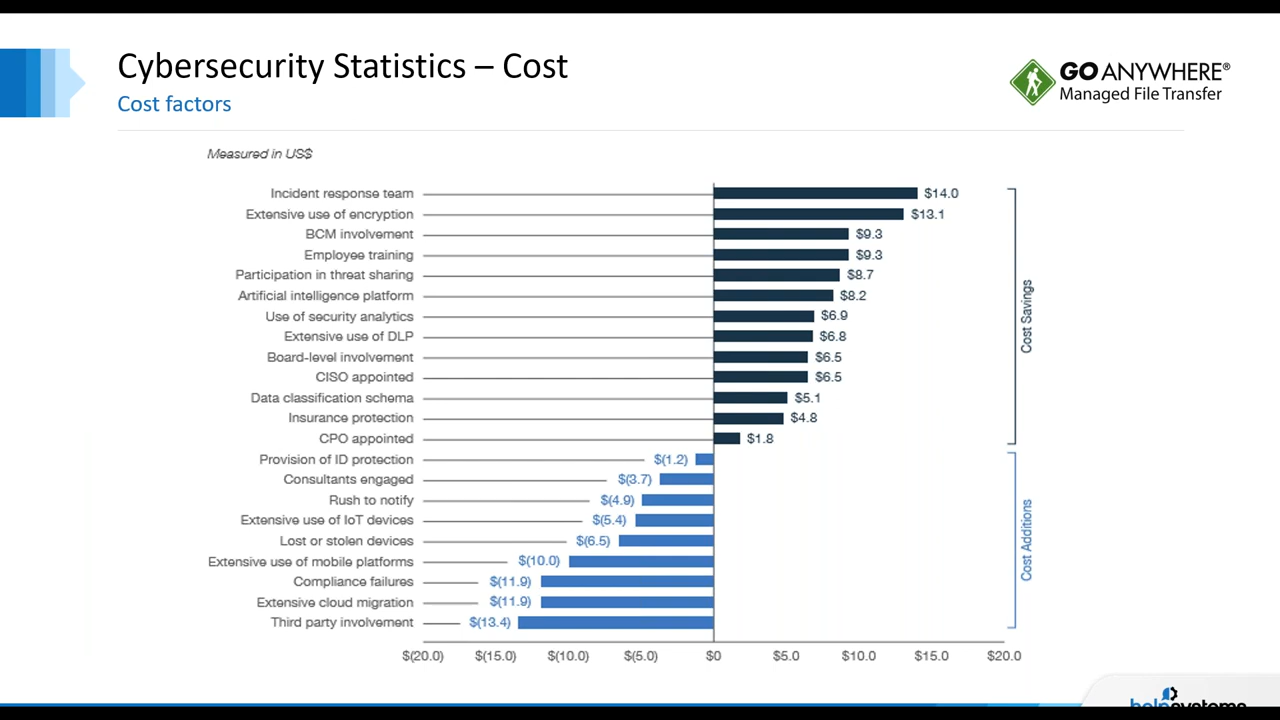 Cybersecurity Statistics – Cost
Cost factors
GO ANYWHERE®
Managed File Transfer
Measured in US$
Incident response team $14.0
Extensive use of encryption $13.1
BCM involvement $9.3
Employee training $9.3
Participation in threat sharing $8.7
Artificial intelligence platform $8.2
Use of security analytics $6.9
Extensive use of DLP $6.8
Board-level involvement $6.5
CISO appointed $6.5
Data classification schema $5.1
Insurance protection $4.8
CPO appointed $1.8
Cost Savings
Provision of ID protection $(1.2)
Consultants engaged $(3.7)
Rush to notify $(4.9)
Extensive use of IoT devices $(5.4)
Lost or stolen devices $(6.5)
Extensive use of mobile platforms $(10.0)
Compliance failures $(11.9)
Extensive cloud migration $(11.9)
Third party involvement $(13.4)
Cost Additions
$(20.0) $(15.0) $(10.0) $(5.0) $0 $5.0 $10.0 $15.0 $20.0